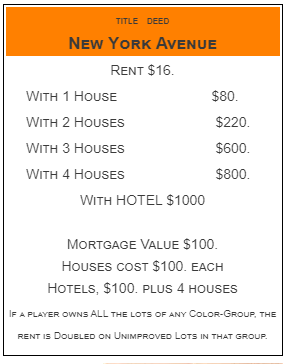 TITLE DEED
NEW YORK AVENUE
RENT $16.
WITH 1 HOUSE $80.
WITH 2 HOUSES $220.
WITH 3 HOUSES $600.
WITH 4 HOUSES $800.
WITH HOTEL $1000
MORTGAGE VALUE $100.
HOUSES COST $100. EACH
HOTELS, $100. PLUS 4 HOUSES
IF A PLAYER OWNS ALL THE LOTS OF ANY COLOR-GROUP, THE
RENT IS DOUBLED ON UNIMPROVED LOTS IN THAT GROUP.